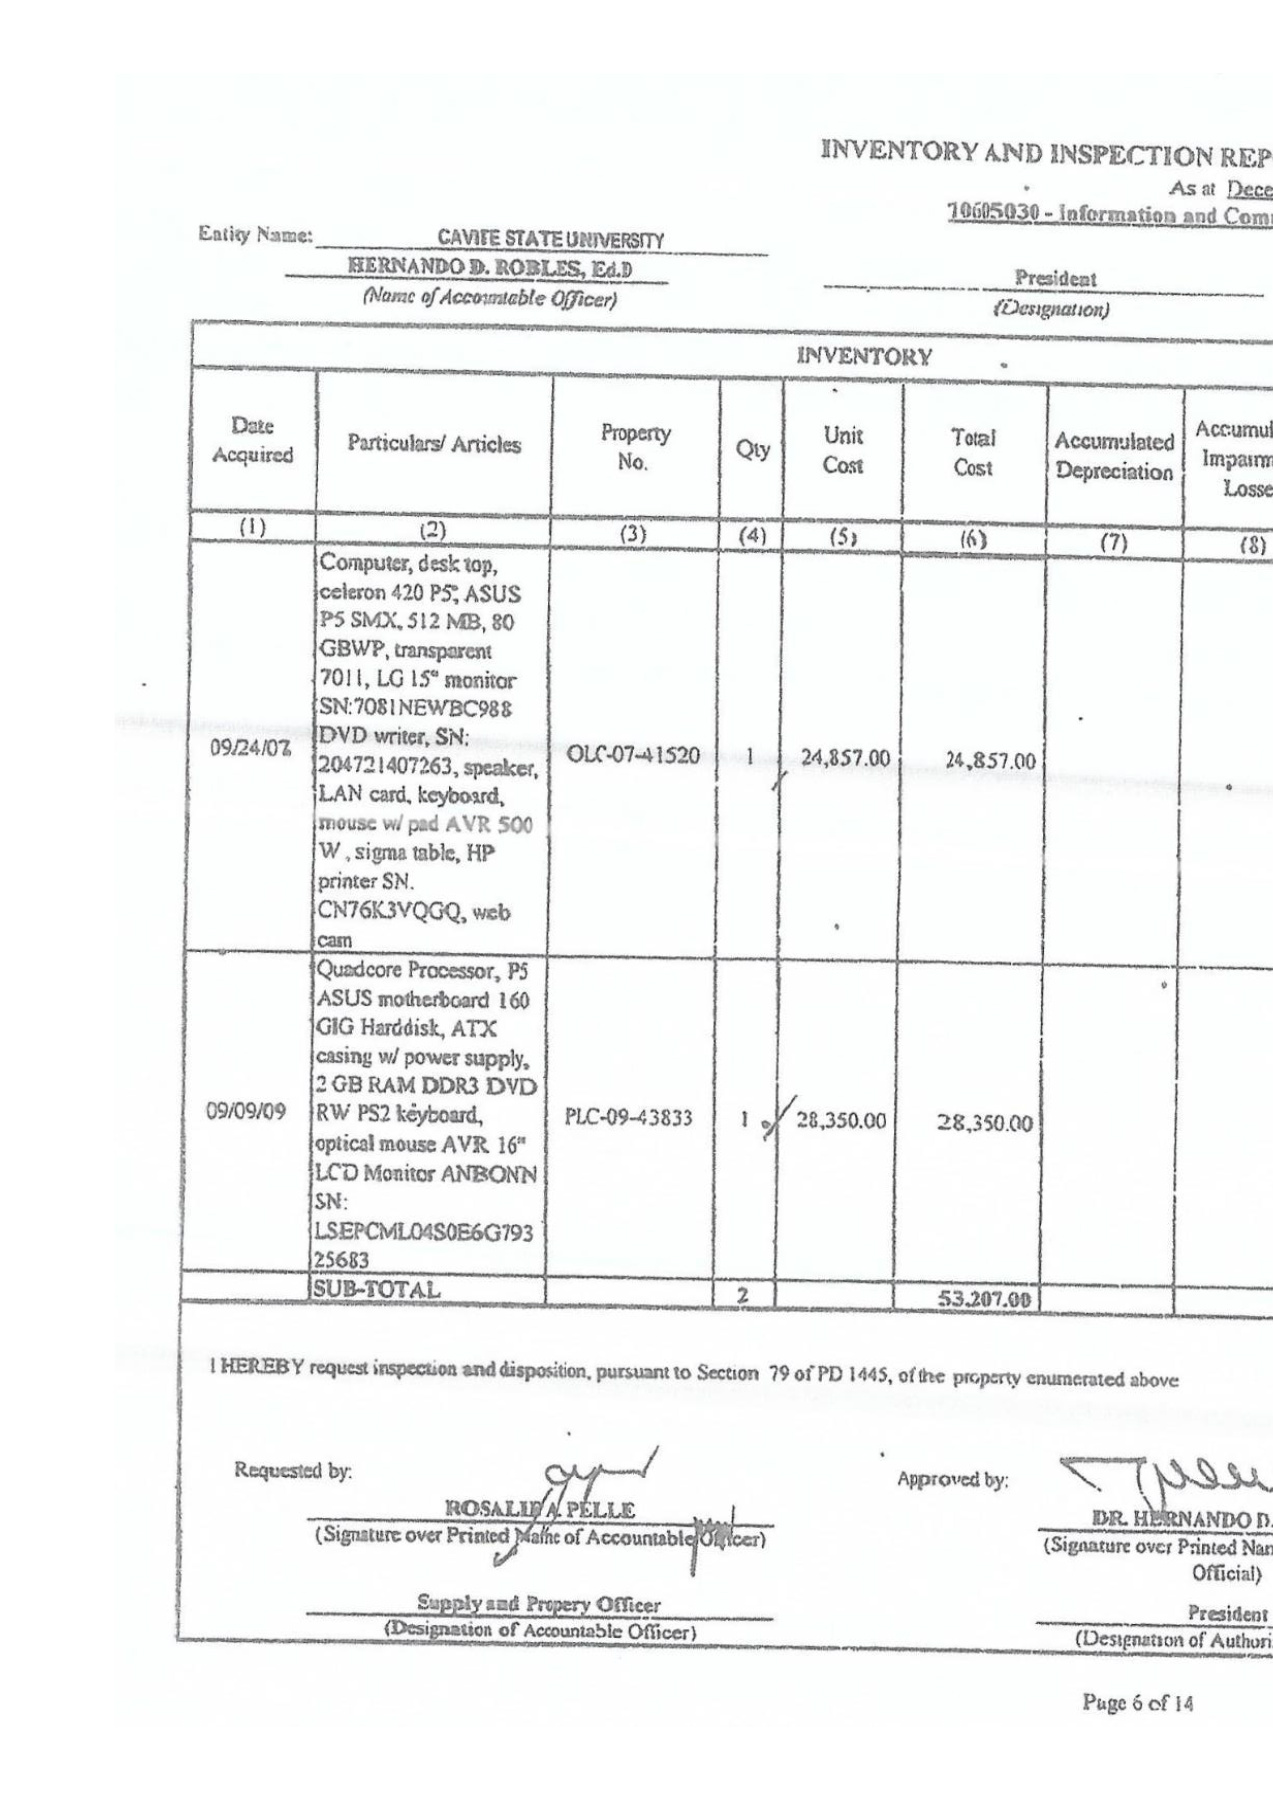 INVENTORY AND INSPECTION REP
As at Dece
10605030 - Information and Com
Entity Name: CAVITE STATE UNIVERSITY
HERNANDO D. ROBLES, Ed.D
(Name of Accountable Officer)
President
(Designation)
INVENTORY
Date Acquired
Particulars/ Articles
Property No.
Qty
Unit Cost
Total Cost
Accumulated Depreciation
Accumul
Impairm
Losse
(1) (2) (3) (4) (5) (6) (7) (8)
Computer, desk top,
celeron 420 P5, ASUS
P5 SMX, 512 MB, 80
GBWP, transparent
7011, LG 15" monitor
SN:7081NEWBC988
DVD writer, SN:
204721407263, speaker,
LAN card, keyboard,
mouse w/ pad AVR 500
W , sigma table, HP
printer SN.
CN76K3VQGQ, web
cam
09/24/07 OLC-07-41520 1 24,857.00 24,857.00
Quadcore Processor, P5
ASUS motherboard 160
GIG Harddisk, ATX
casing w/ power supply,
2 GB RAM DDR3 DVD
RW PS2 keyboard,
optical mouse AVR 16"
LCD Monitor ANBONN
SN:
LSEPCML04S0E6G793
25683
09/09/09 PLC-09-43833 1 28,350.00 28,350.00
SUB-TOTAL 2 53,207.00
I HEREBY request inspection and disposition, pursuant to Section 79 of PD 1445, of the property enumerated above
Requested by:
ROSALIE A. PELLE
(Signature over Printed Name of Accountable Officer)
Supply and Propery Officer
(Designation of Accountable Officer)
Approved by:
DR. HERNANDO D.
(Signature over Printed Nam
Official)
President
(Designation of Authori
Page 6 of 14